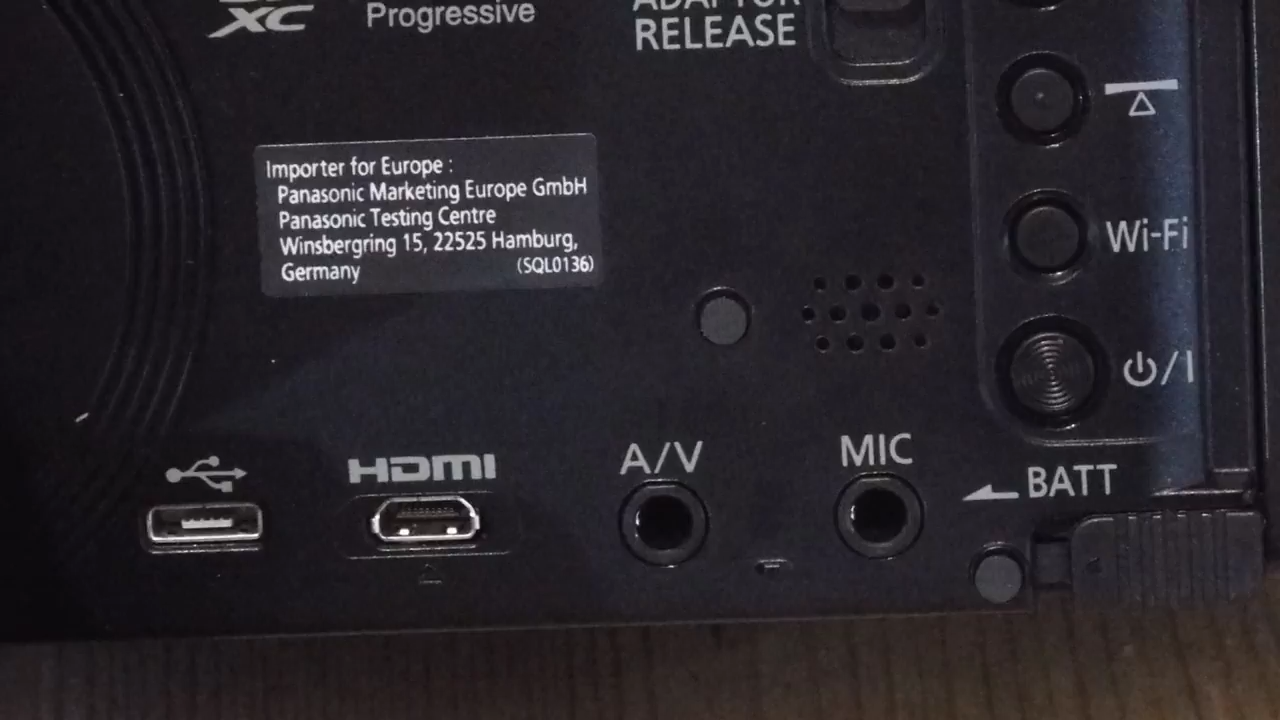 XC
Progressive
ADAPTOR
RELEASE
Importer for Europe :
Panasonic Marketing Europe GmbH
Panasonic Testing Centre
Winsbergring 15, 22525 Hamburg,
Germany (SQL0136)
Wi-Fi
/I
HDMI
A/V
MIC
BATT